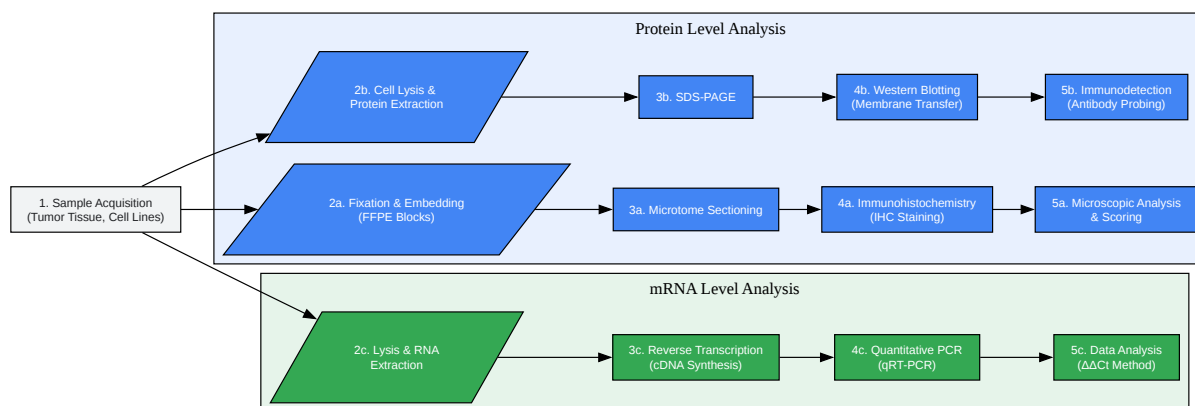 Protein Level Analysis
2b. Cell Lysis &
Protein Extraction
3b. SDS-PAGE
4b. Western Blotting
(Membrane Transfer)
5b. Immunodetection
(Antibody Probing)
1. Sample Acquisition
(Tumor Tissue, Cell Lines)
2a. Fixation & Embedding
(FFPE Blocks)
3a. Microtome Sectioning
4a. Immunohistochemistry
(IHC Staining)
5a. Microscopic Analysis
& Scoring
mRNA Level Analysis
2c. Lysis & RNA
Extraction
3c. Reverse Transcription
(cDNA Synthesis)
4c. Quantitative PCR
(qRT-PCR)
5c. Data Analysis
(ΔΔCt Method)